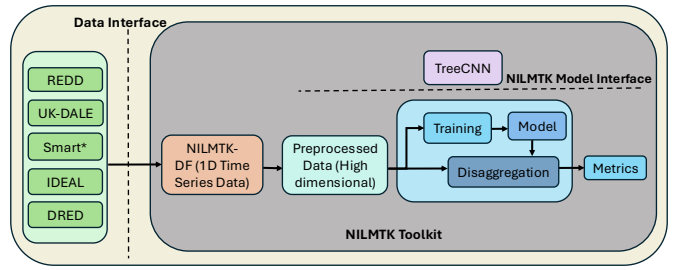 Data Interface
REDD
UK-DALE
Smart*
IDEAL
DRED
TreeCNN
NILMTK Model Interface
NILMTK-
DF (1D Time
Series Data)
Preprocessed
Data (High
dimensional)
Training
Model
Disaggregation
Metrics
NILMTK Toolkit